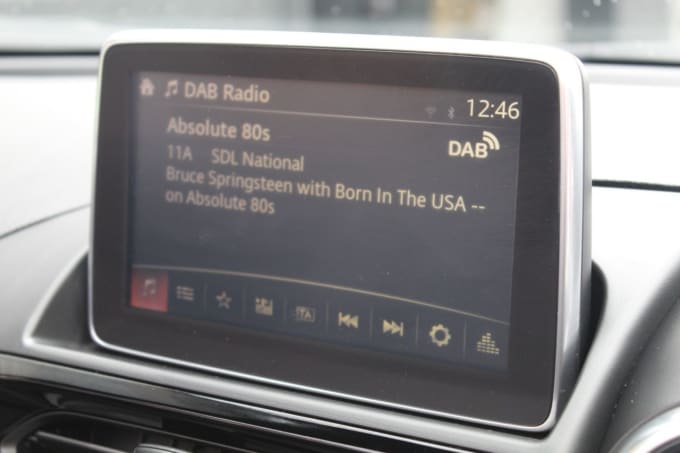 DAB Radio
12:46
Absolute 80s
DAB
11A SDL National
Bruce Springsteen with Born In The USA --
on Absolute 80s
TA